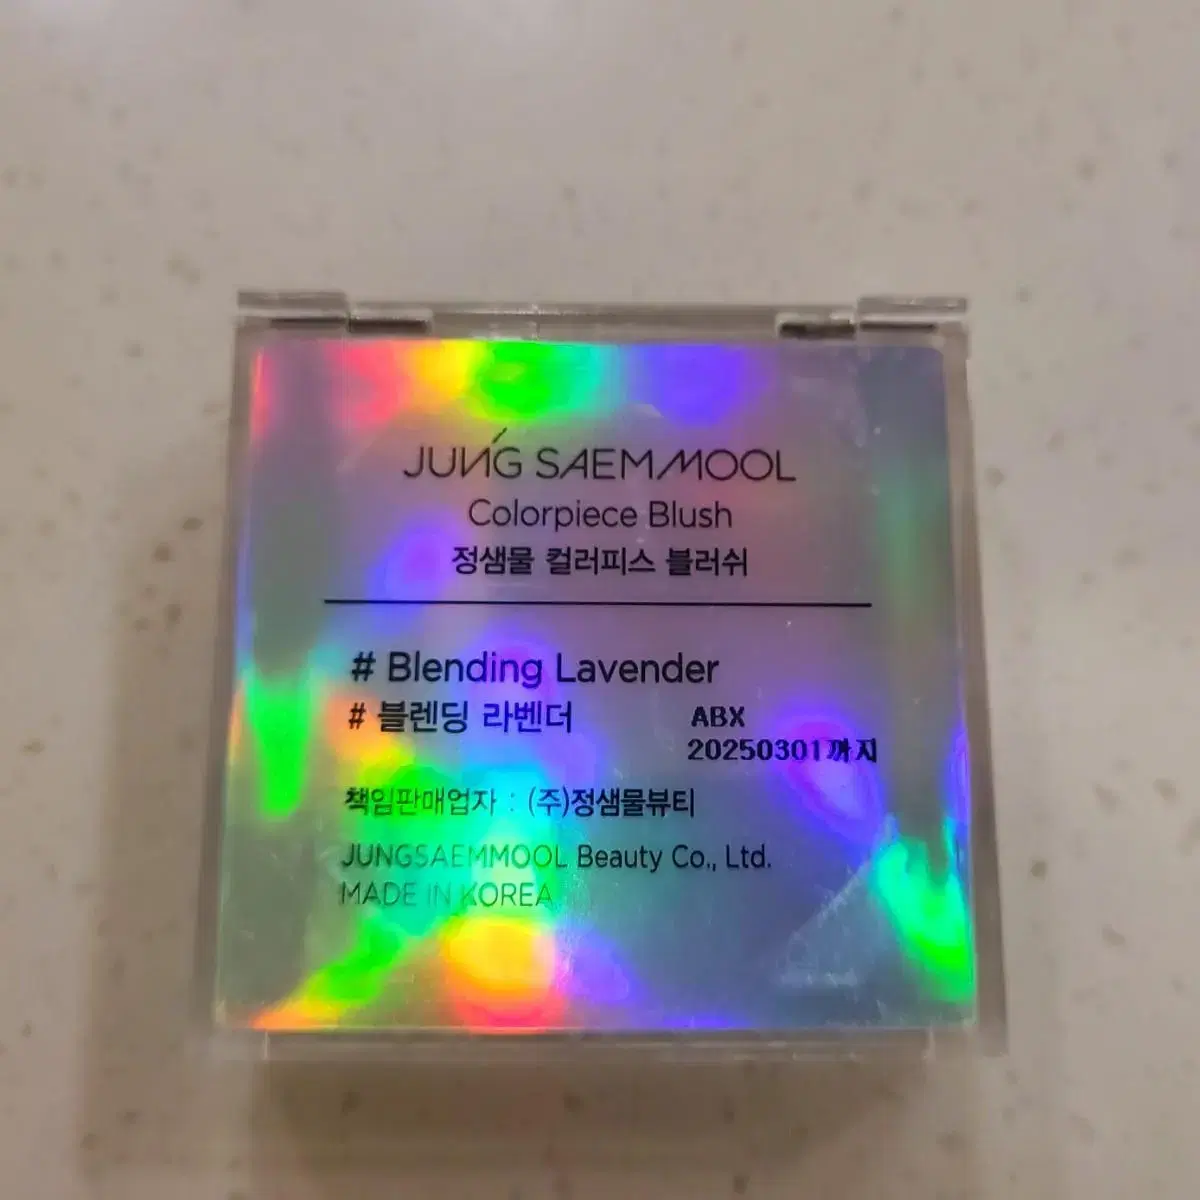 JUNG SAEMMOOL
Colorpiece Blush
정샘물 컬러피스 블러쉬
# Blending Lavender
# 블렌딩 라벤더
ABX
20250301까지
책임판매업자 : (주)정샘물뷰티
JUNGSAEMMOOL Beauty Co., Ltd.
MADE IN KOREA